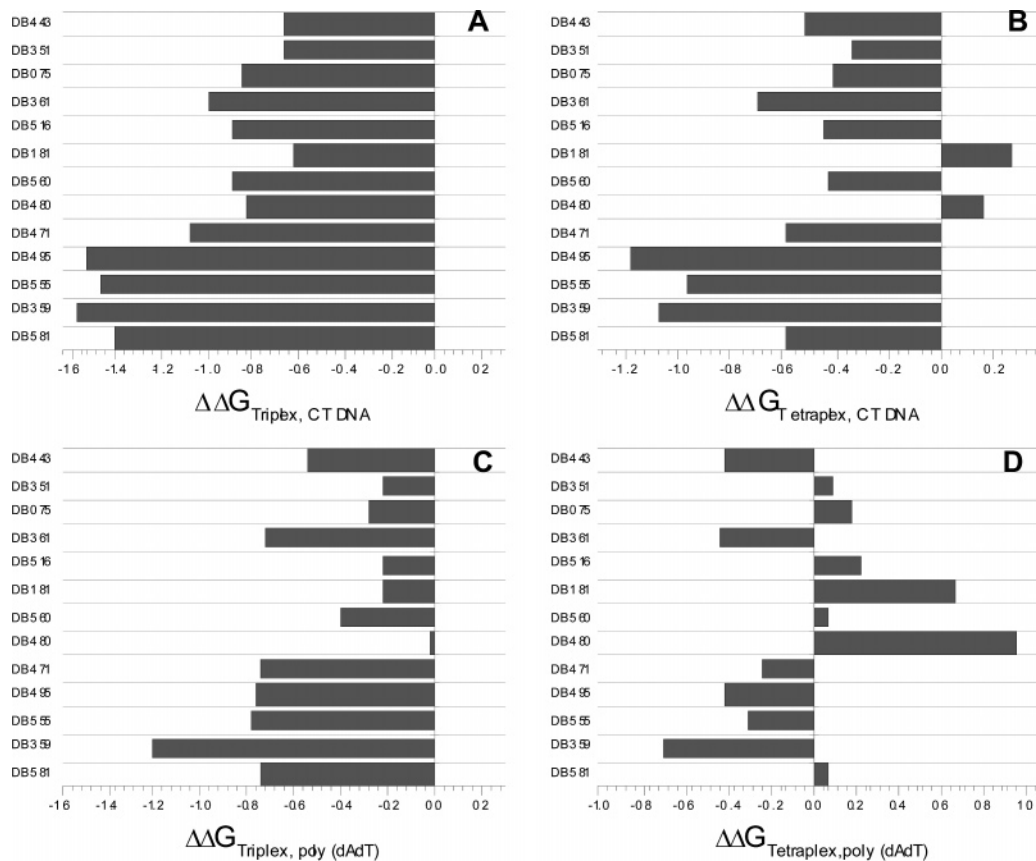 A
DB443
DB351
DB075
DB361
DB516
DB181
DB560
DB480
DB471
DB495
DB555
DB359
DB581
-1.6 -1.4 -1.2 -1.0 -0.8 -0.6 -0.4 -0.2 0.0 0.2
ΔΔG Triplex, CT DNA
B
DB443
DB351
DB075
DB361
DB516
DB181
DB560
DB480
DB471
DB495
DB555
DB359
DB581
-1.2 -1.0 -0.8 -0.6 -0.4 -0.2 0.0 0.2
ΔΔG Tetraplex, CT DNA
C
DB443
DB351
DB075
DB361
DB516
DB181
DB560
DB480
DB471
DB495
DB555
DB359
DB581
-1.6 -1.4 -1.2 -1.0 -0.8 -0.6 -0.4 -0.2 0.0 0.2
ΔΔG Triplex, poly (dAdT)
D
DB443
DB351
DB075
DB361
DB516
DB181
DB560
DB480
DB471
DB495
DB555
DB359
DB581
-1.0 -0.8 -0.6 -0.4 -0.2 0.0 0.2 0.4 0.6 0.8 1.0
ΔΔG Tetraplex, poly (dAdT)